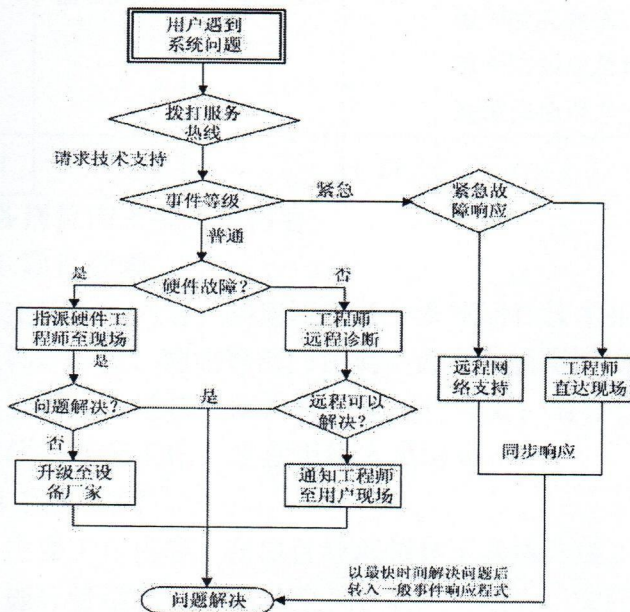 用户遇到
系统问题
拨打服务
热线
请求技术支持
事件等级
紧急
紧急故
障响应
普通
是
硬件故障？
否
指派硬件工
程师至现场
工程师
远程诊断
是
远程网
络支持
工程师
直达现场
问题解决？
是
远程可以
解决？
否
同步响应
升级至设
备厂家
通知工程师
至用户现场
以最快时间解决问题后
转入一般事件响应程式
问题解决